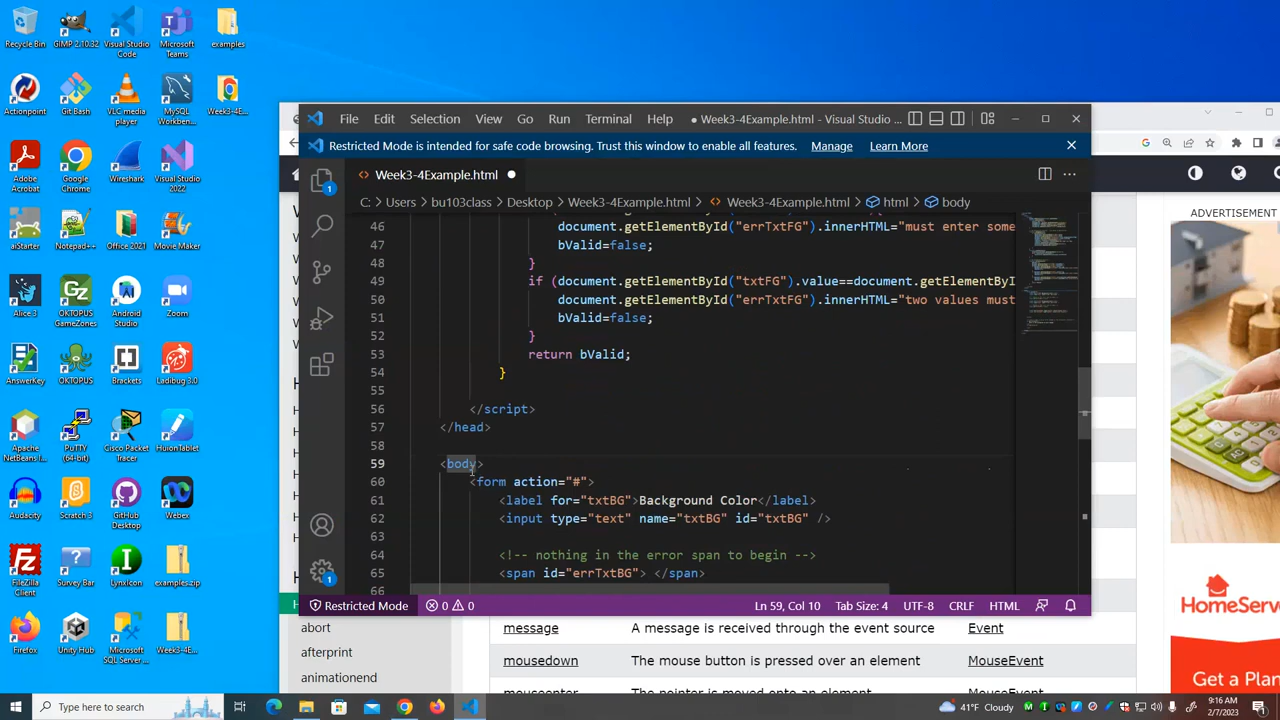 Recycle Bin
GIMP 2.10.32
Visual Studio Code
Microsoft Teams
examples
Actionpoint
Git Bash
VLC media player
MySQL Workben...
Week3-4E...
Adobe Acrobat
Google Chrome
Wireshark
Visual Studio 2022
aiStarter
Notepad++
Office 2021
Movie Maker
Alice 3
OKTOPUS GameZones
Android Studio
Zoom
AnswerKey
OKTOPUS
Brackets
Ladibug 3.0
Apache NetBeans I...
PuTTY (64-bit)
Cisco Packet Tracer
HuionTablet
Audacity
Scratch 3
GitHub Desktop
Webex
FileZilla Client
Survey Bar
LynxIcon
examples.zip
Week3-4E...
Firefox
Unity Hub
Microsoft SQL Server ...
File Edit Selection View Go Run Terminal Help ● Week3-4Example.html - Visual Studio ...
Restricted Mode is intended for safe code browsing. Trust this window to enable all features. Manage Learn More
Week3-4Example.html
C: > Users > bu103class > Desktop > Week3-4Example.html > Week3-4Example.html > html > body
46 document.getElementById("errTxtFG").innerHTML="must enter some
47 bValid=false;
48 }
49 if (document.getElementById("txtFG").value==document.getElementByI
50 document.getElementById("errTxtFG").innerHTML="two values must
51 bValid=false;
52 }
53 return bValid;
54 }
55
56 </script>
57 </head>
58
59 <body>
60 <form action="#">
61 <label for="txtBG">Background Color</label>
62 <input type="text" name="txtBG" id="txtBG" />
63
64 <!-- nothing in the error span to begin -->
65 <span id="errTxtBG"> </span>
66
Restricted Mode 0 0 Ln 59, Col 10 Tab Size: 4 UTF-8 CRLF HTML
ADVERTISEMENT
HomeServ
Get a Plan
abort
afterprint
animationend
message A message is received through the event source Event
mousedown The mouse button is pressed over an element MouseEvent
mouseenter The pointer is moved onto an element MouseEvent
Type here to search
41°F Cloudy
9:16 AM
2/7/2023